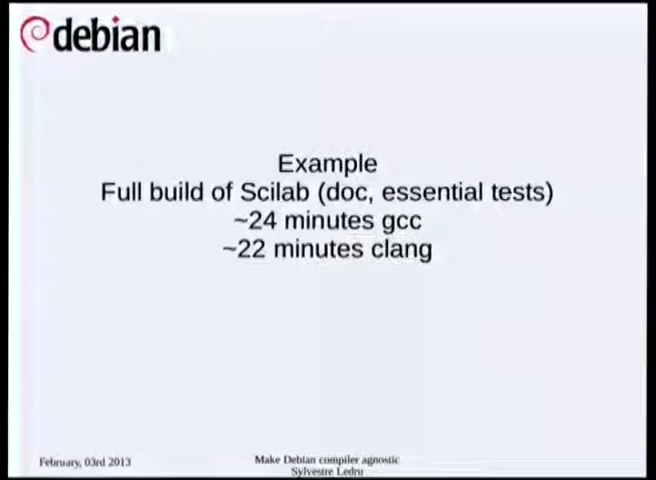 debian
Example
Full build of Scilab (doc, essential tests)
~24 minutes gcc
~22 minutes clang
February, 03rd 2013
Make Debian compiler agnostic
Sylvestre Ledru